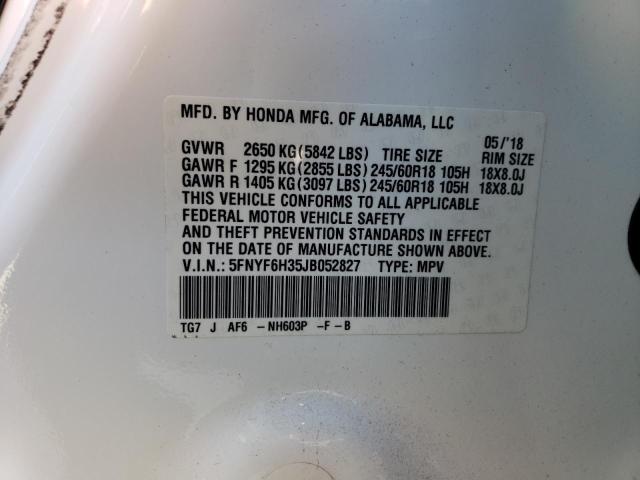 MFD. BY HONDA MFG. OF ALABAMA, LLC
05/'18
GVWR 2650 KG(5842 LBS) TIRE SIZE RIM SIZE
GAWR F 1295 KG(2855 LBS) 245/60R18 105H 18X8.0J
GAWR R 1405 KG(3097 LBS) 245/60R18 105H 18X8.0J
THIS VEHICLE CONFORMS TO ALL APPLICABLE
FEDERAL MOTOR VEHICLE SAFETY
AND THEFT PREVENTION STANDARDS IN EFFECT
ON THE DATE OF MANUFACTURE SHOWN ABOVE.
V.I.N.: 5FNYF6H35JB052827 TYPE: MPV
TG7 J AF6 -NH603P -F-B